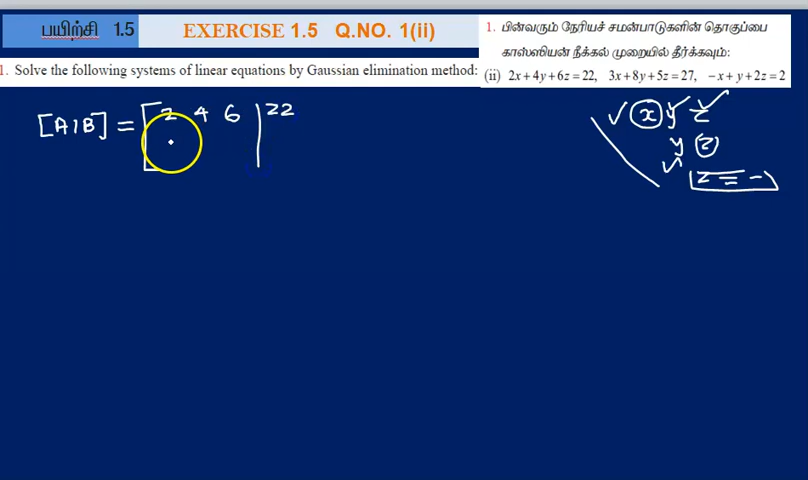 பயிற்சி 1.5 EXERCISE 1.5 Q.NO. 1(ii)
1. பின்வரும் நேரியச் சமன்பாடுகளின் தொகுப்பை
காஸ்ஸியன் நீக்கல் முறையில் தீர்க்கவும்:
(ii) 2x + 4y + 6z = 22, 3x + 8y + 5z = 27, −x + y + 2z = 2
1. Solve the following systems of linear equations by Gaussian elimination method:
[A|B] = [2 4 6 | 22
x y z
y z
z = -